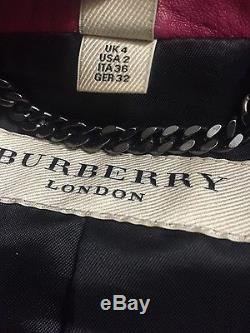 UK 4
USA 2
ITA 36
GER 32
BURBERRY
LONDON